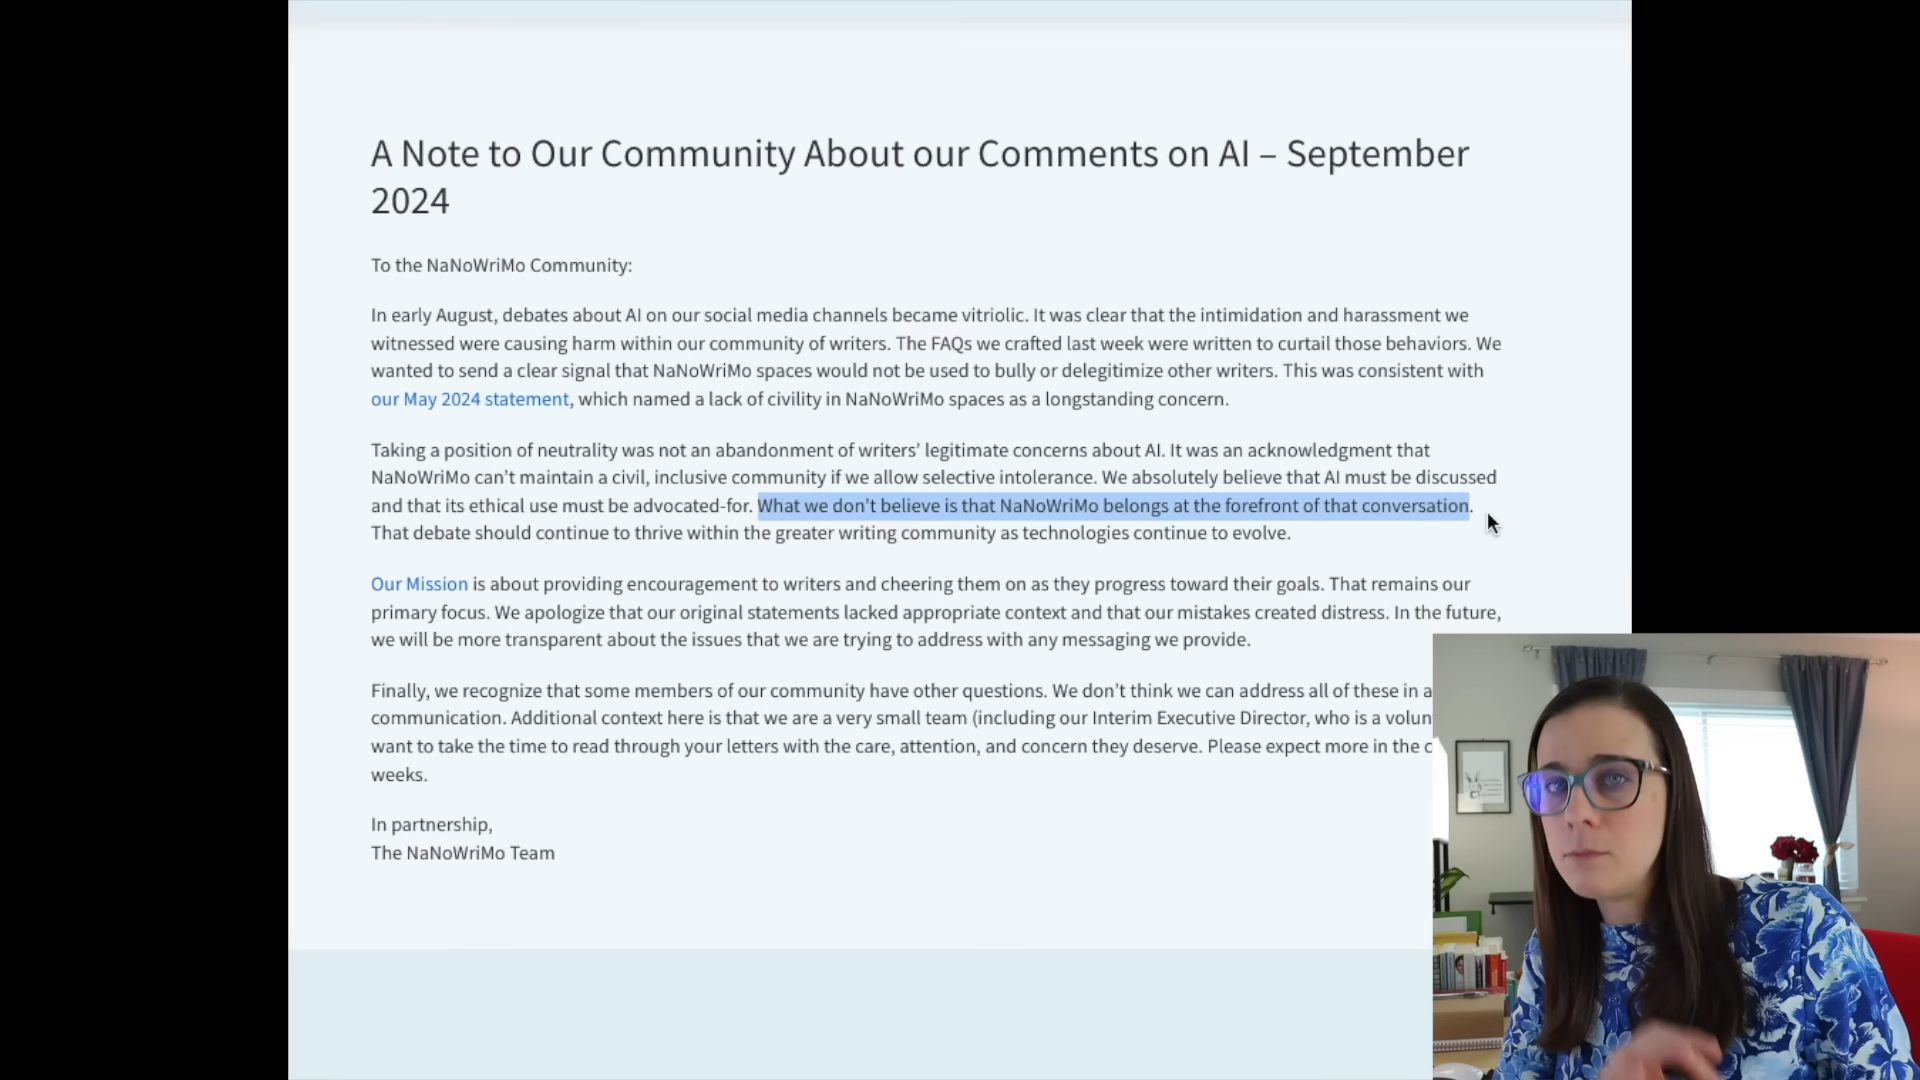 A Note to Our Community About our Comments on AI – September
2024
To the NaNoWriMo Community:
In early August, debates about AI on our social media channels became vitriolic. It was clear that the intimidation and harassment we
witnessed were causing harm within our community of writers. The FAQs we crafted last week were written to curtail those behaviors. We
wanted to send a clear signal that NaNoWriMo spaces would not be used to bully or delegitimize other writers. This was consistent with
our May 2024 statement, which named a lack of civility in NaNoWriMo spaces as a longstanding concern.
Taking a position of neutrality was not an abandonment of writers’ legitimate concerns about AI. It was an acknowledgment that
NaNoWriMo can’t maintain a civil, inclusive community if we allow selective intolerance. We absolutely believe that AI must be discussed
and that its ethical use must be advocated-for. What we don’t believe is that NaNoWriMo belongs at the forefront of that conversation.
That debate should continue to thrive within the greater writing community as technologies continue to evolve.
Our Mission is about providing encouragement to writers and cheering them on as they progress toward their goals. That remains our
primary focus. We apologize that our original statements lacked appropriate context and that our mistakes created distress. In the future,
we will be more transparent about the issues that we are trying to address with any messaging we provide.
Finally, we recognize that some members of our community have other questions. We don’t think we can address all of these in a
communication. Additional context here is that we are a very small team (including our Interim Executive Director, who is a volun
want to take the time to read through your letters with the care, attention, and concern they deserve. Please expect more in the c
weeks.
In partnership,
The NaNoWriMo Team